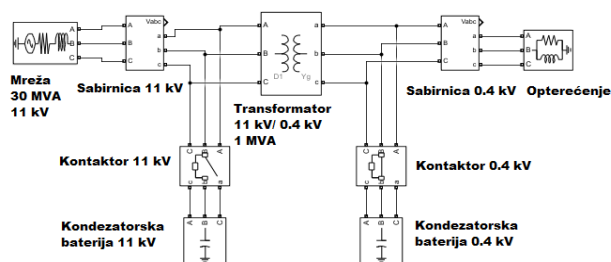 Vabc
A
B
C
A
B
C
a
b
c
Mreža
30 MVA
11 kV
Sabirnica 11 kV
A
B
C
a
b
c
D1
Yg
Transformator
11 kV/ 0.4 kV
1 MVA
Vabc
A
B
C
a
b
c
A
B
C
Sabirnica 0.4 kV
Opterećenje
Kontaktor 11 kV
C
B
A
c
b
a
Kontaktor 0.4 kV
C
B
A
c
b
a
Kondezatorska
baterija 11 kV
A
B
C
Kondezatorska
baterija 0.4 kV
A
B
C